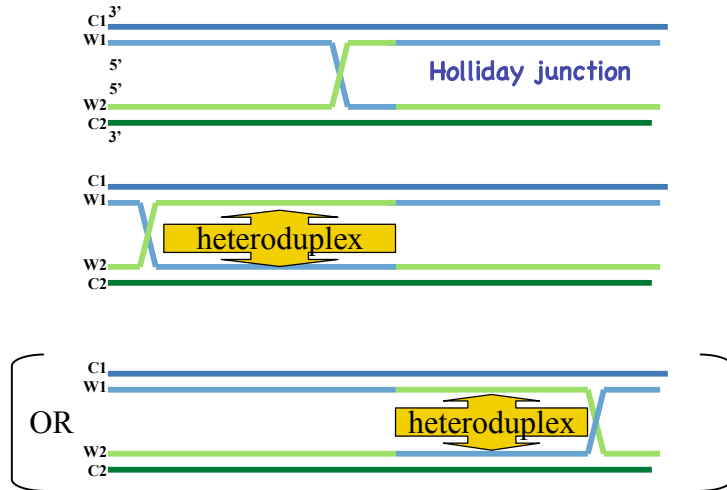 C1 3’
W1
5’
Holliday junction
5’
W2
C2
3’
C1
W1
heteroduplex
W2
C2
C1
W1
OR
heteroduplex
W2
C2